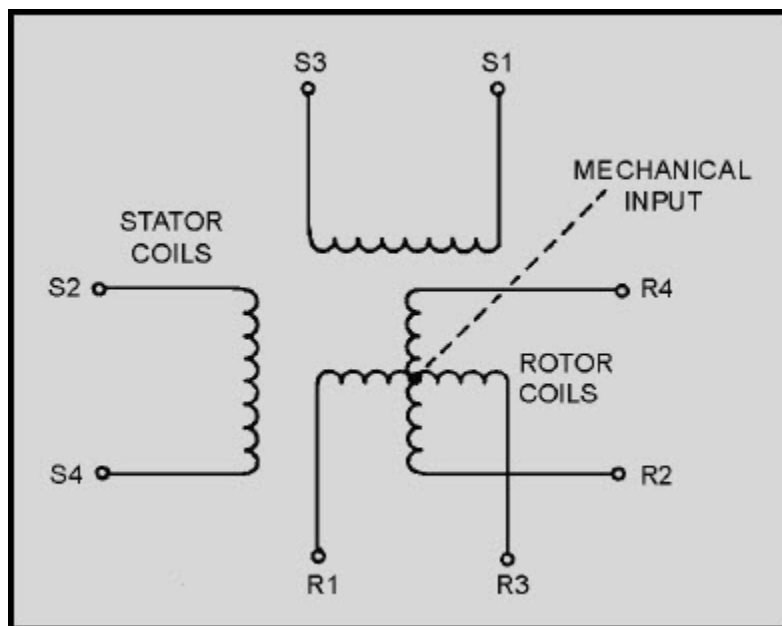 S3
S1
MECHANICAL
INPUT
STATOR
COILS
S2
R4
ROTOR
COILS
S4
R2
R1
R3